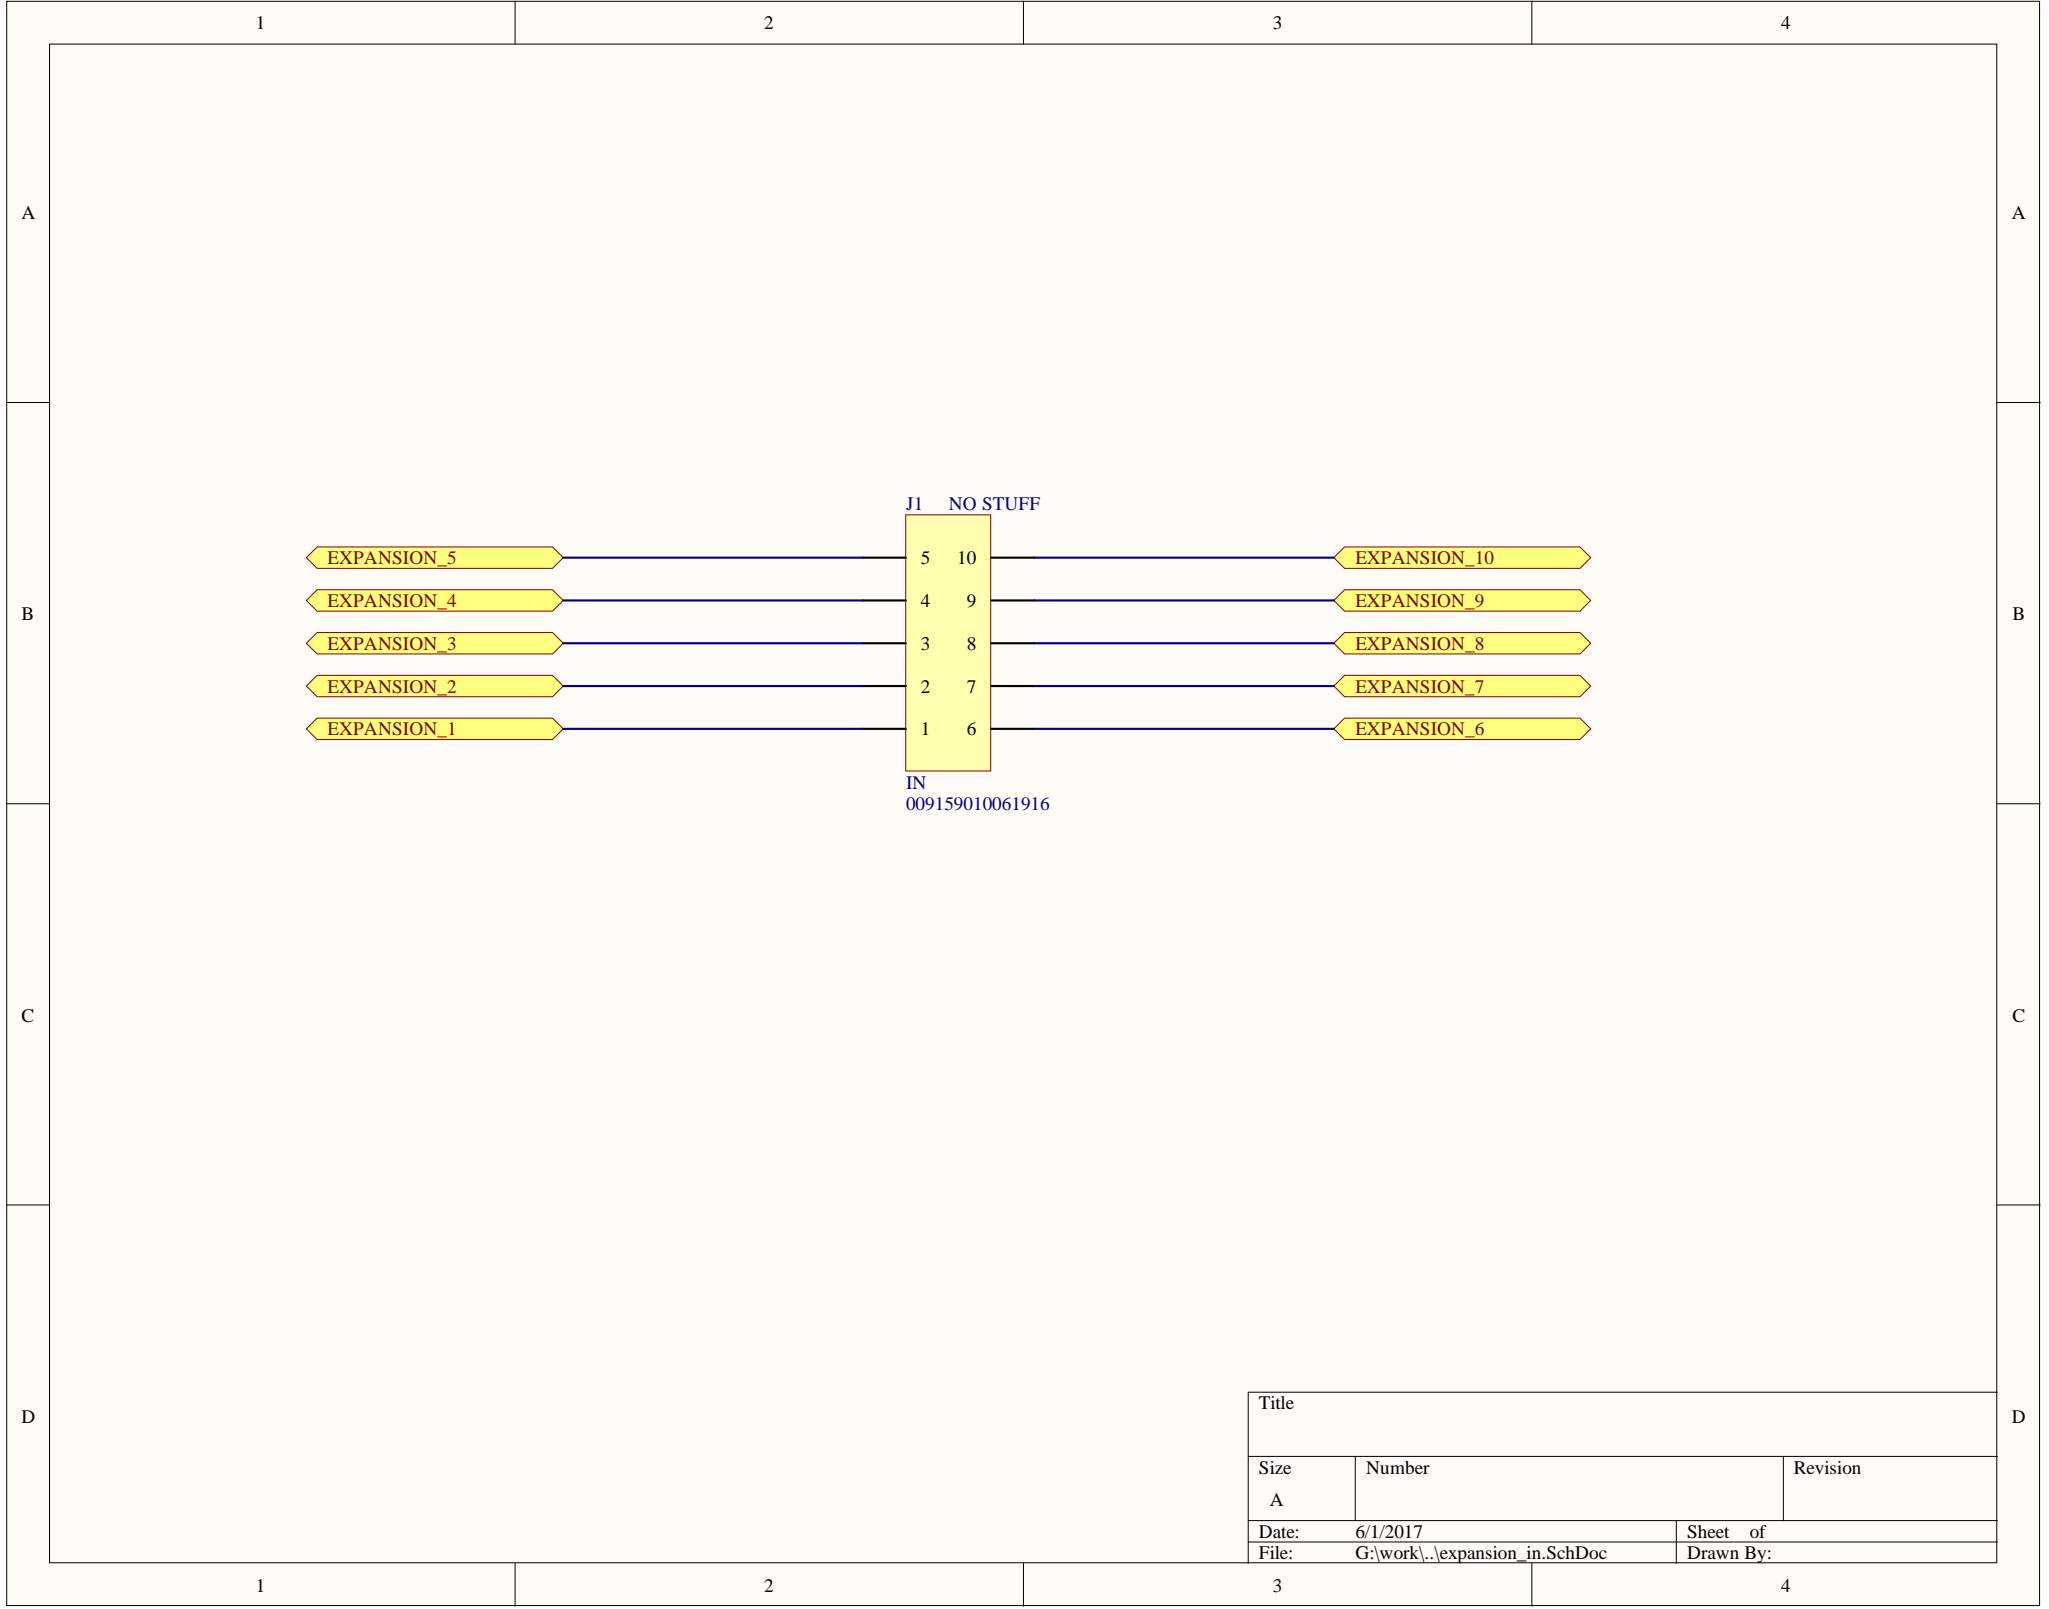 1 2 3 4
A A
J1 NO STUFF
EXPANSION_5 5 10 EXPANSION_10
EXPANSION_4 4 9 EXPANSION_9
B B
EXPANSION_3 3 8 EXPANSION_8
EXPANSION_2 2 7 EXPANSION_7
EXPANSION_1 1 6 EXPANSION_6
IN
009159010061916
C C
Title
D D
Size Number Revision
A
Date: 6/1/2017 Sheet of
File: G:\work\..\expansion_in.SchDoc Drawn By:
1 2 3 4